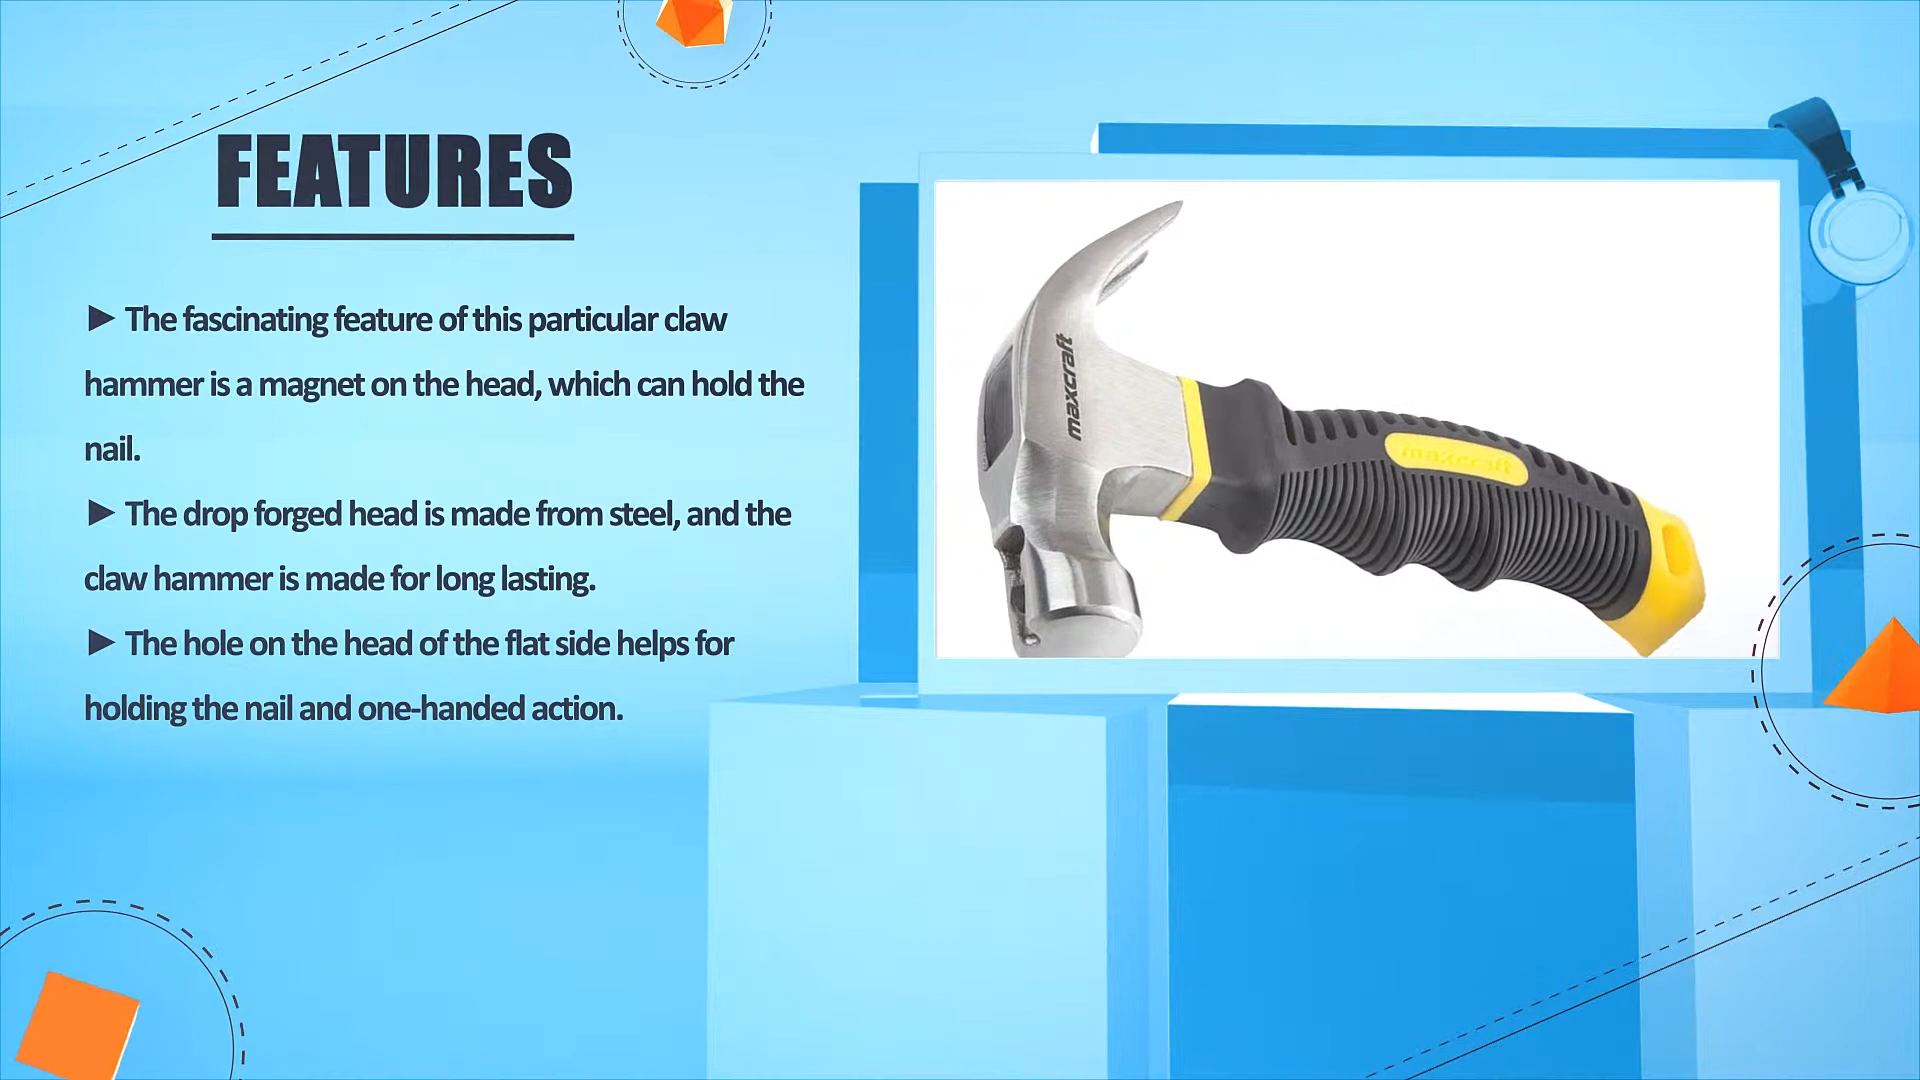 FEATURES
► The fascinating feature of this particular claw
hammer is a magnet on the head, which can hold the
nail.
► The drop forged head is made from steel, and the
claw hammer is made for long lasting.
► The hole on the head of the flat side helps for
holding the nail and one-handed action.
maxcraft
maxcraft